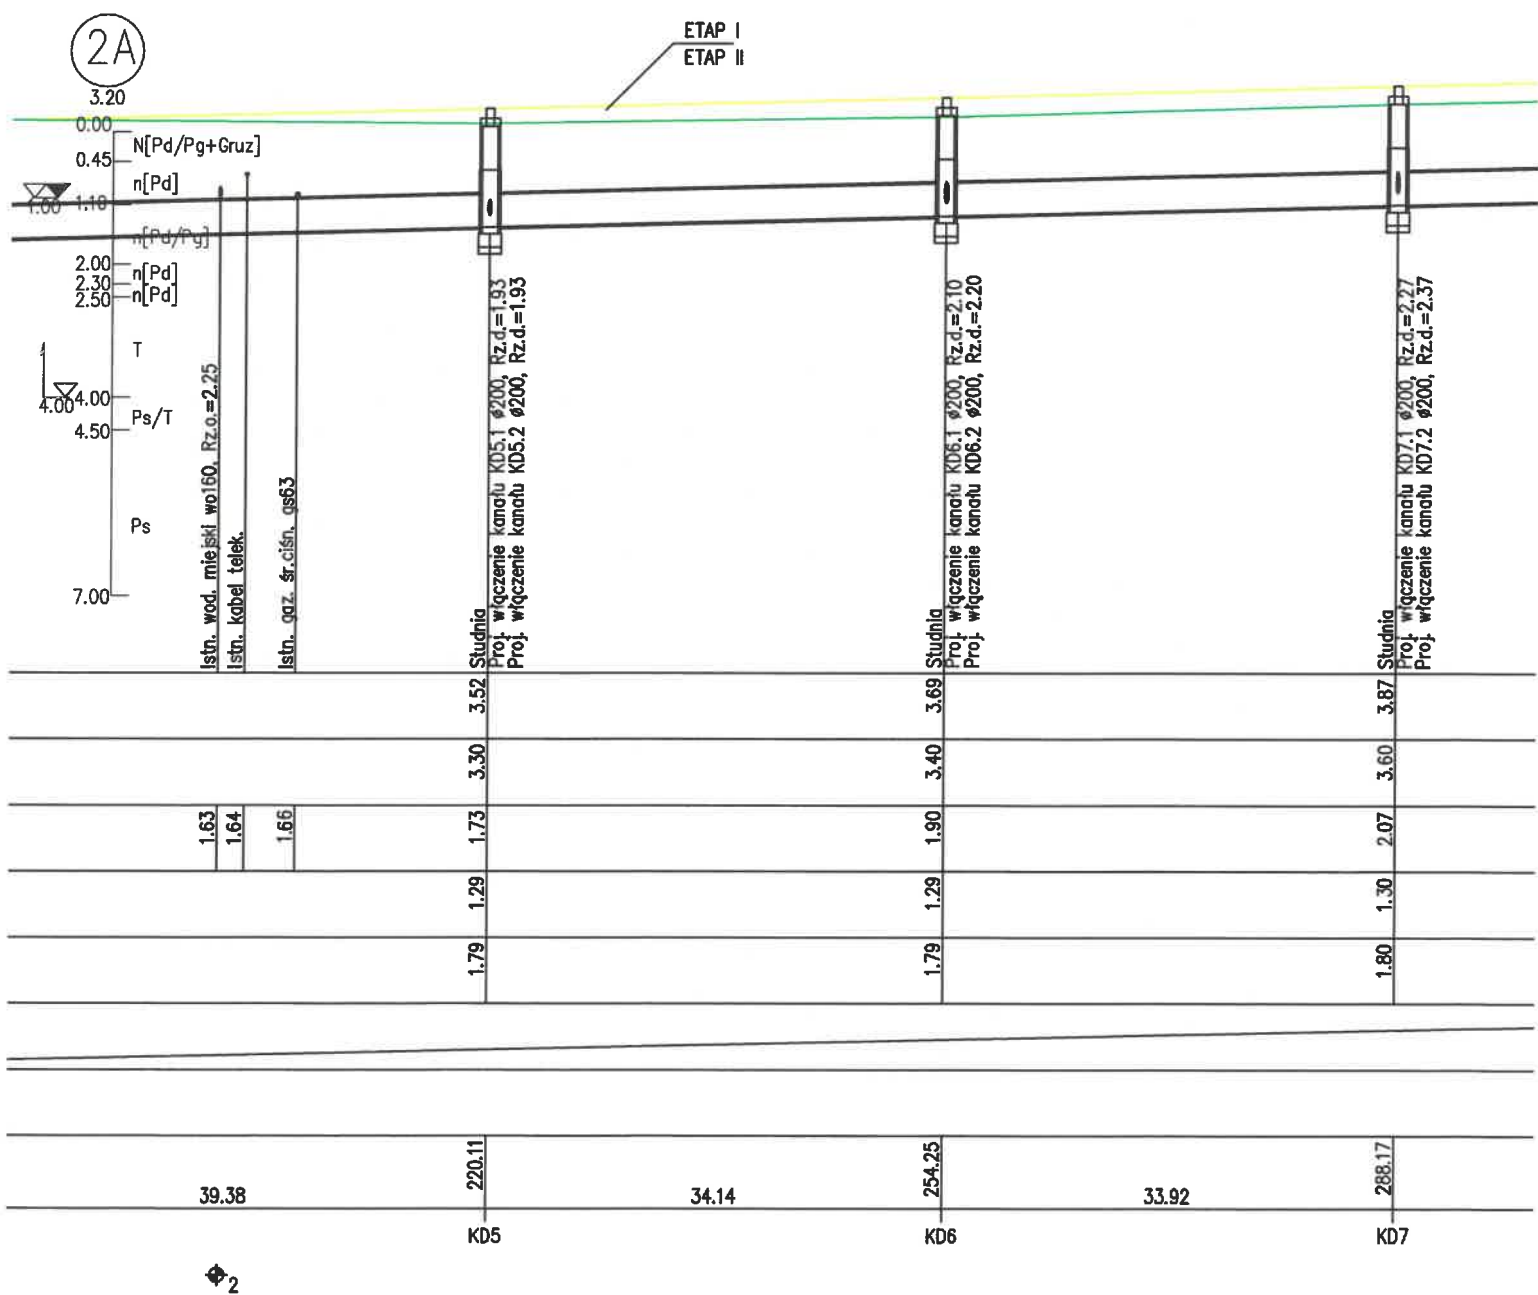 2A
ETAP I
ETAP II
3.20
0.00
N[Pd/Pg+Gruz]
0.45
n[Pd]
1.00
1.10
n[Pd/Pg]
2.00
n[Pd]
2.30
2.50
n[Pd]
T
4.00
4.00
Ps/T
4.50
Ps
7.00
Istn. wod. miejski wo160, Rz.o.=2.25
Istn. kabel telek.
Istn. gaz. śr.ciśn. gs63
Studnia
Proj. włączenie kanału KD5.1 ø200, Rz.d.=1.93
Proj. włączenie kanału KD5.2 ø200, Rz.d.=1.93
Studnia
Proj. włączenie kanału KD6.1 ø200, Rz.d.=2.10
Proj. włączenie kanału KD6.2 ø200, Rz.d.=2.20
Studnia
Proj. włączenie kanału KD7.1 ø200, Rz.d.=2.27
Proj. włączenie kanału KD7.2 ø200, Rz.d.=2.37
3.52 3.69 3.87
3.30 3.40 3.60
1.63 1.64 1.66 1.73 1.90 2.07
1.29 1.29 1.30
1.79 1.79 1.80
220.11 254.25 288.17
39.38 34.14 33.92
KD5 KD6 KD7
2